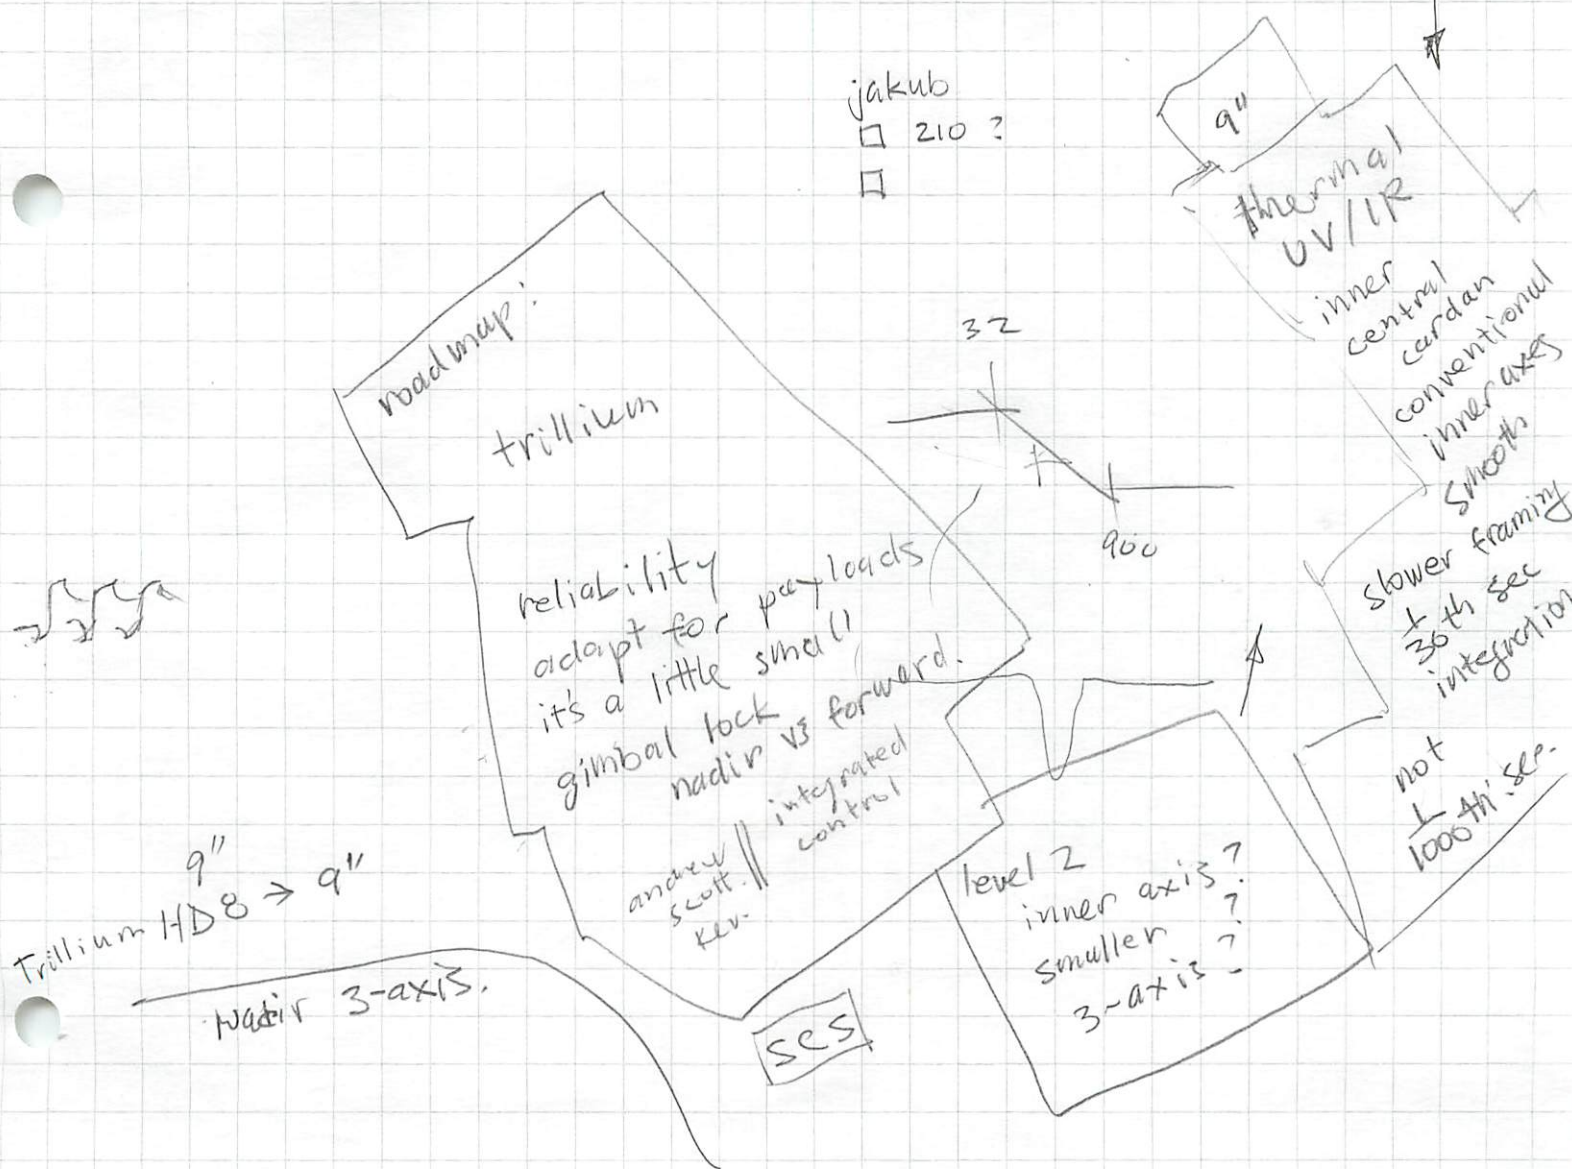 jakub
210 ?
9"
thermal
UV/IR
inner
central
cardan
conventional
inner axes
smooth
slower framing
1/30th sec
integration
not
1/1000th sec.
32
900
roadmap:
trillium
reliability
adapt for payloads
it's a little small
gimbal lock
nadir vs forward.
integrated
control
andrew
scott.
kev.
level 2
inner axis?
smaller ?
3-axis?
9"
Trillium HD8 → 9"
Nadir 3-axis.
scs